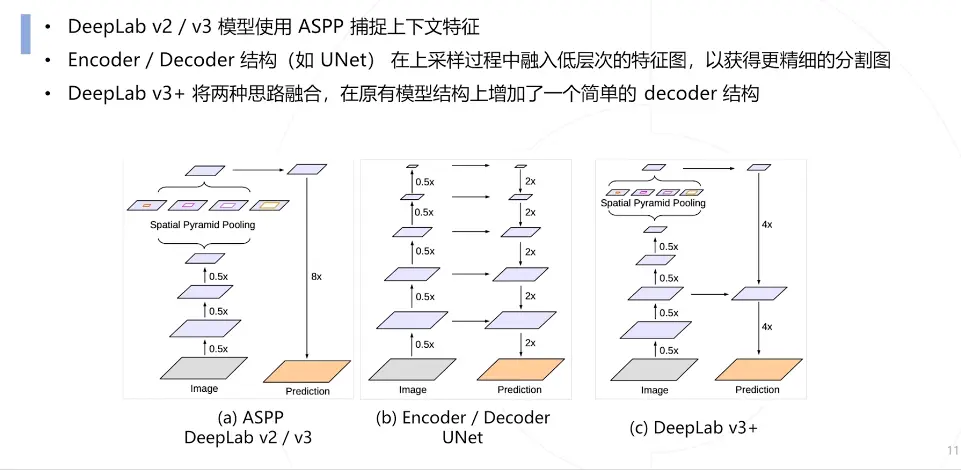 • DeepLab v2 / v3 模型使用 ASPP 捕捉上下文特征
• Encoder / Decoder 结构（如 UNet） 在上采样过程中融入低层次的特征图，以获得更精细的分割图
• DeepLab v3+ 将两种思路融合，在原有模型结构上增加了一个简单的 decoder 结构
Spatial Pyramid Pooling
0.5x
0.5x
0.5x
8x
Image
Prediction
(a) ASPP
DeepLab v2 / v3
0.5x
0.5x
0.5x
0.5x
0.5x
2x
2x
2x
2x
2x
Image
Prediction
(b) Encoder / Decoder
UNet
Spatial Pyramid Pooling
0.5x
0.5x
0.5x
0.5x
4x
4x
Image
Prediction
(c) DeepLab v3+
11